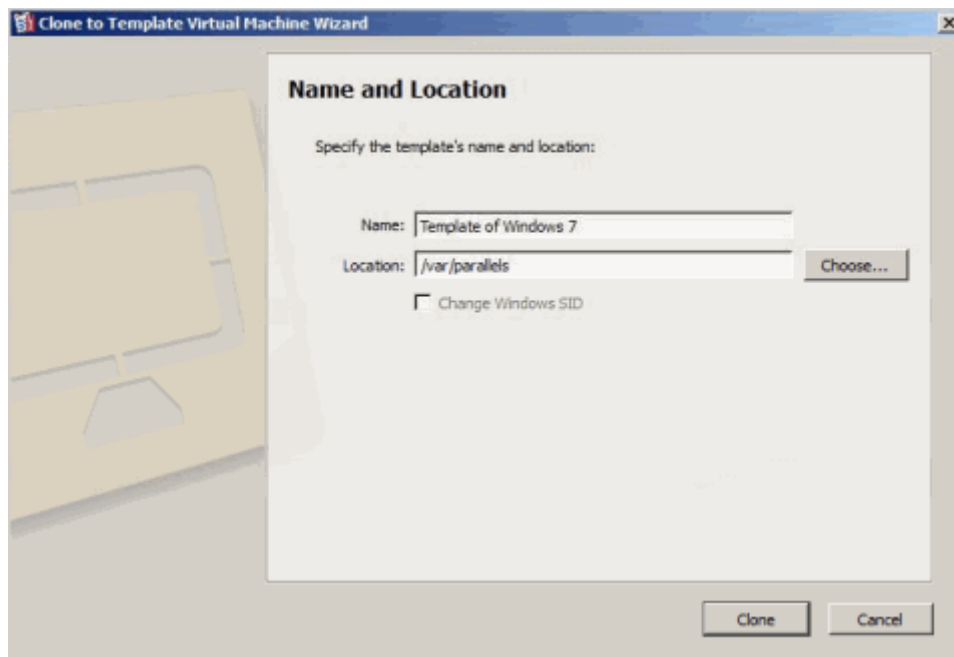 Clone to Template Virtual Machine Wizard
Name and Location
Specify the template's name and location:
Name: Template of Windows 7
Location: /var/parallels Choose...
Change Windows SID
Clone Cancel